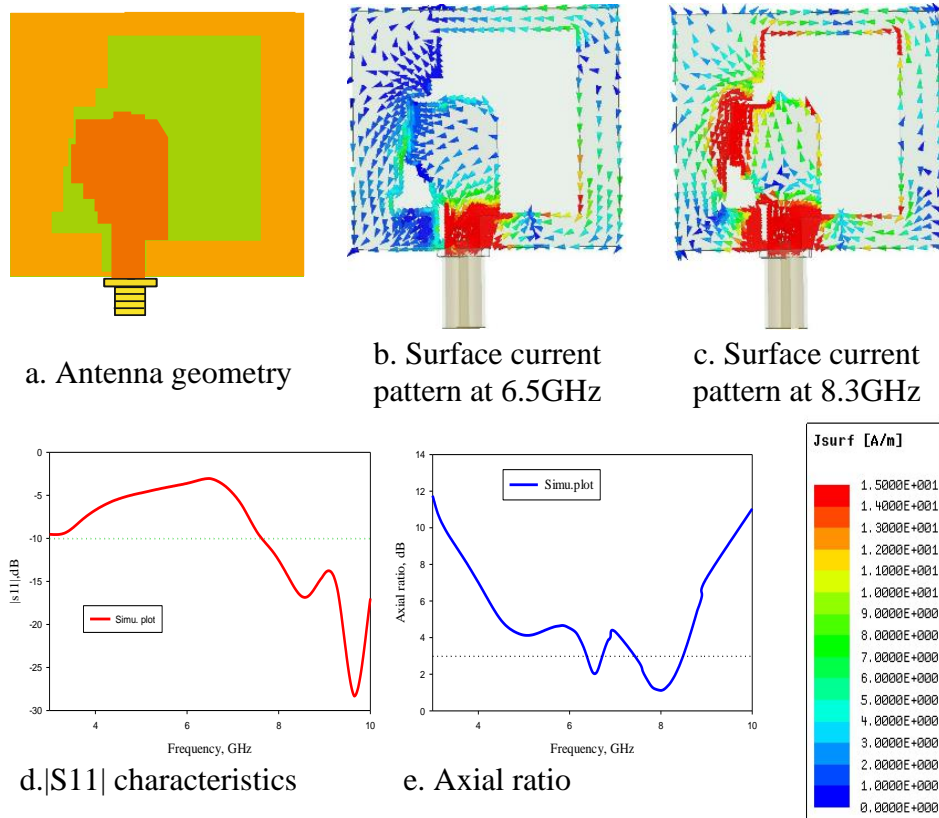 a. Antenna geometry
b. Surface current
pattern at 6.5GHz
c. Surface current
pattern at 8.3GHz
0
-5
-10
-15
-20
-25
-30
|s11|,dB
Simu. plot
4
6
8
10
Frequency, GHz
d.|S11| characteristics
14
12
10
8
6
4
2
0
Axial ratio, dB
Simu.plot
4
6
8
10
Frequency, GHz
e. Axial ratio
Jsurf [A/m]
1.5000E+001
1.4000E+001
1.3000E+001
1.2000E+001
1.1000E+001
1.0000E+001
9.0000E+000
8.0000E+000
7.0000E+000
6.0000E+000
5.0000E+000
4.0000E+000
3.0000E+000
2.0000E+000
1.0000E+000
0.0000E+000